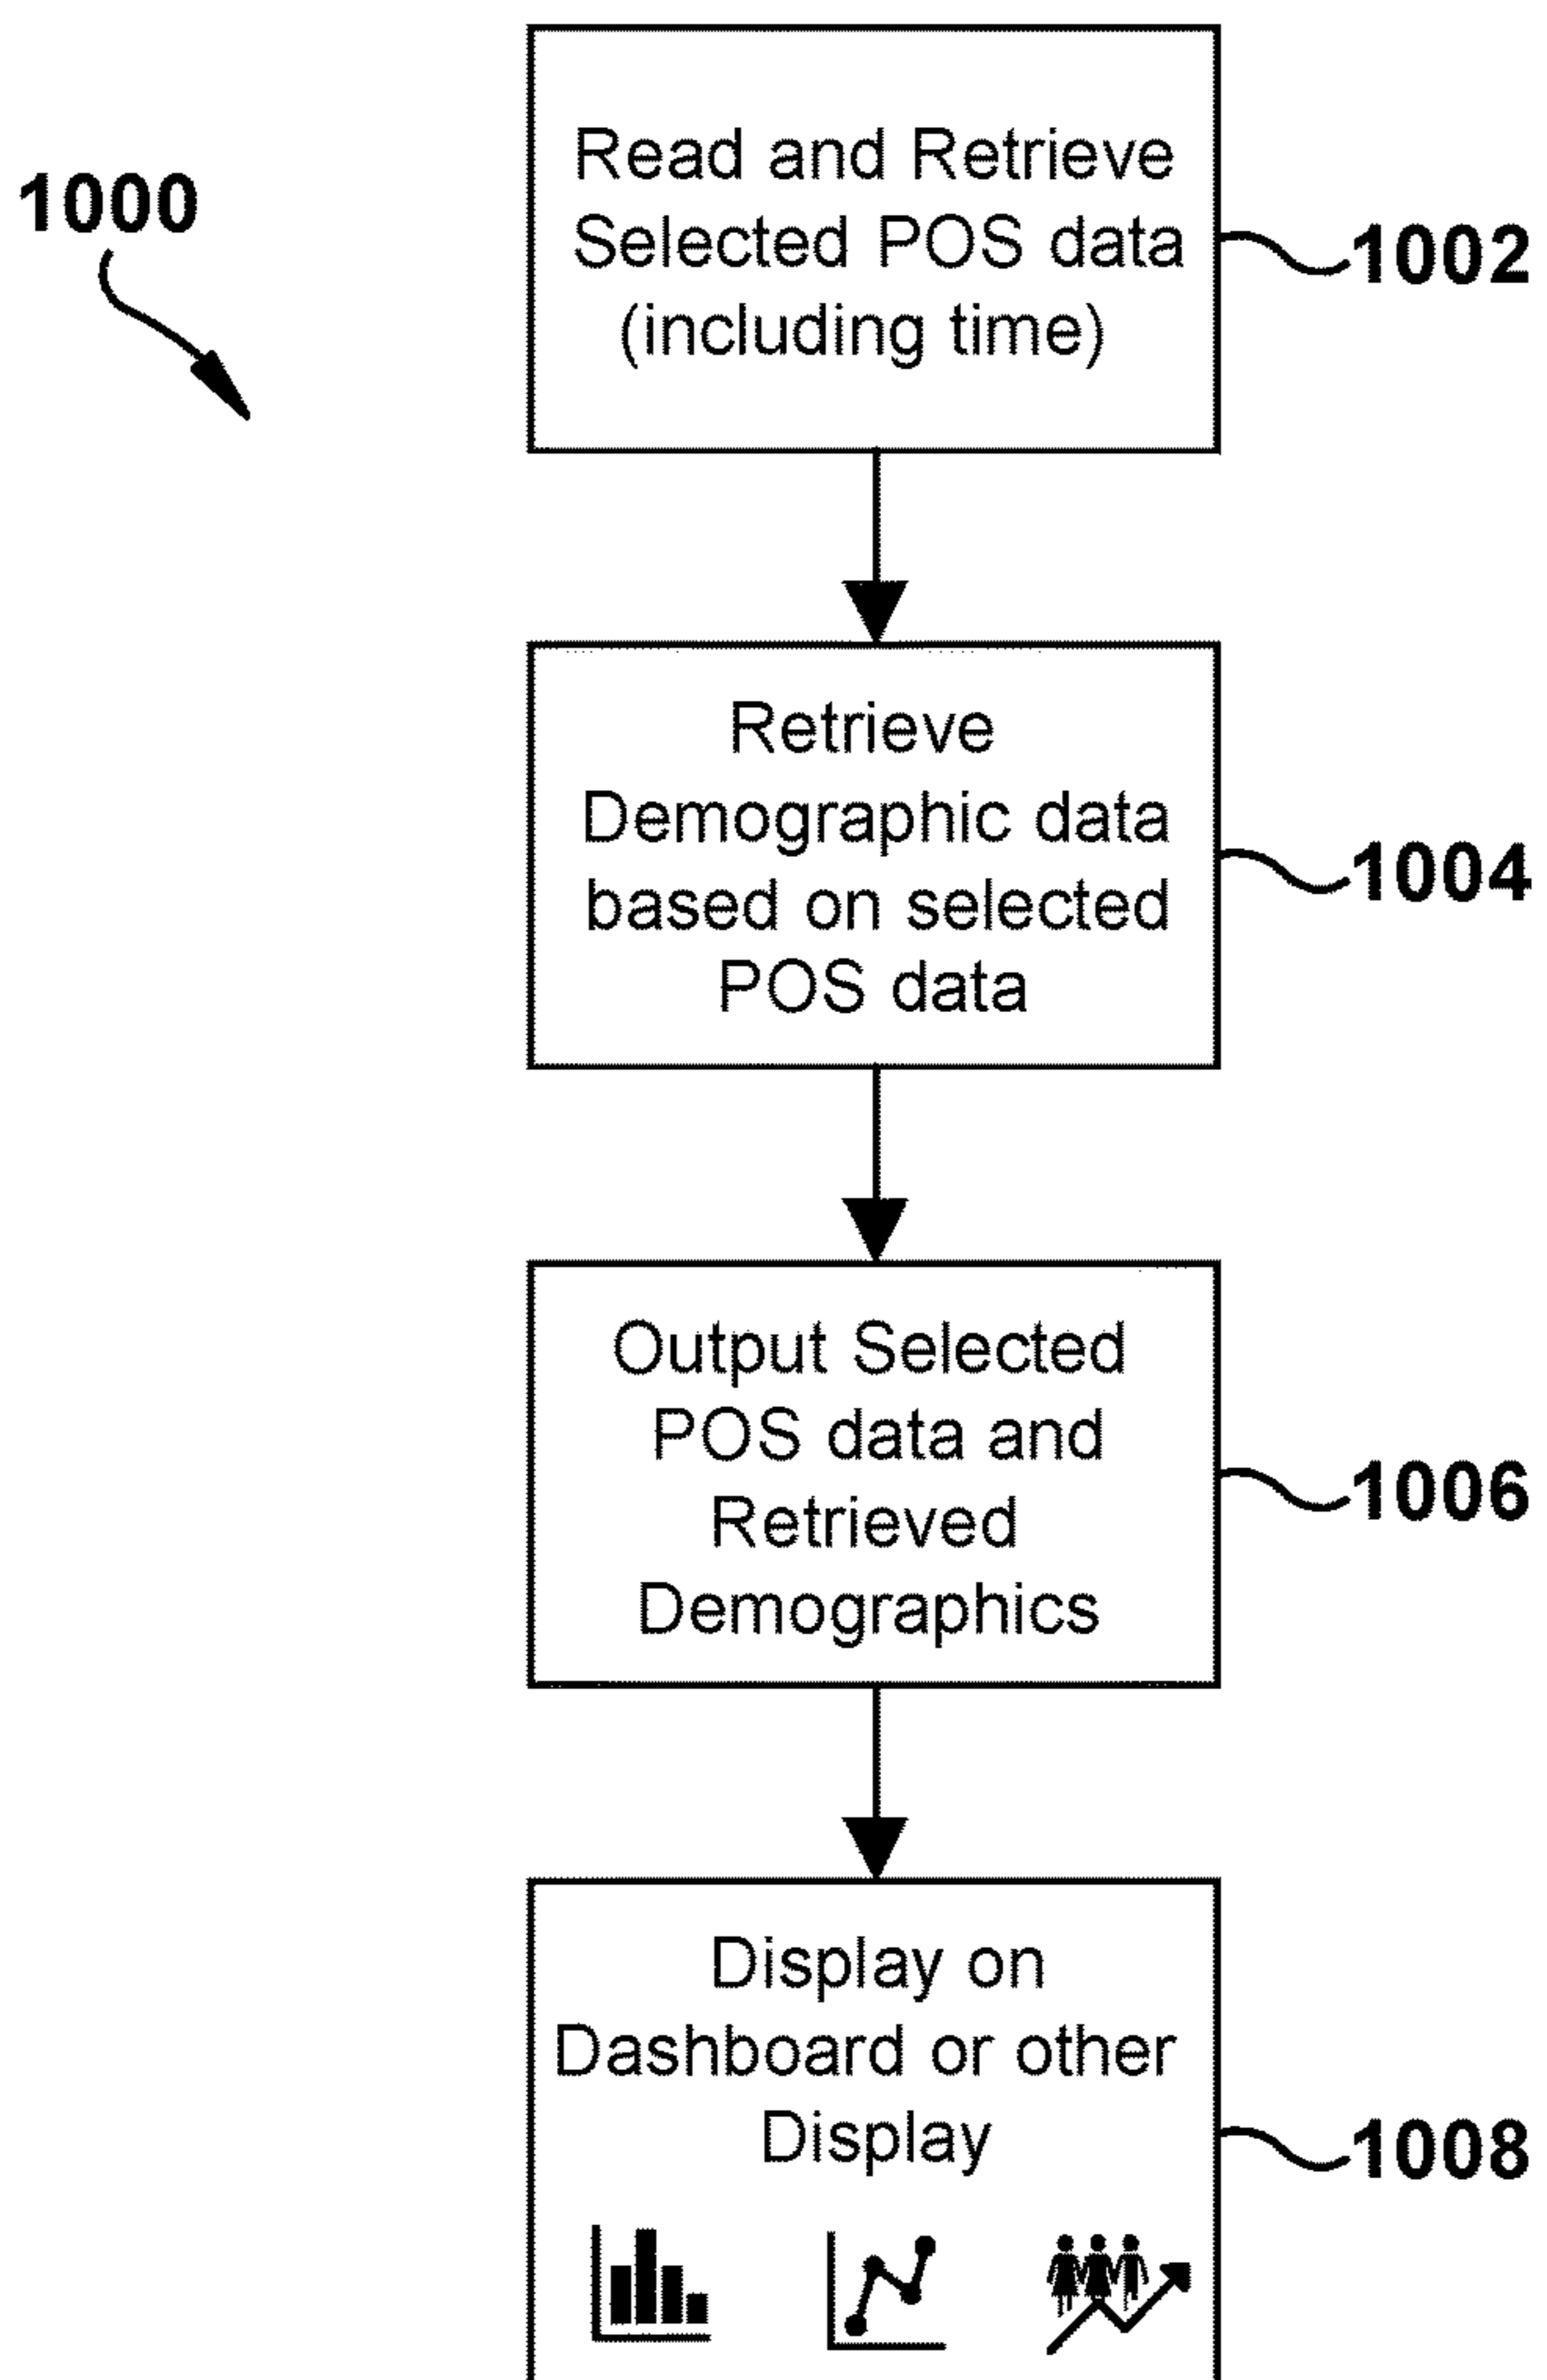 1000
Read and Retrieve
Selected POS data
(including time)
1002
Retrieve
Demographic data
based on selected
POS data
1004
Output Selected
POS data and
Retrieved
Demographics
1006
Display on
Dashboard or other
Display
1008